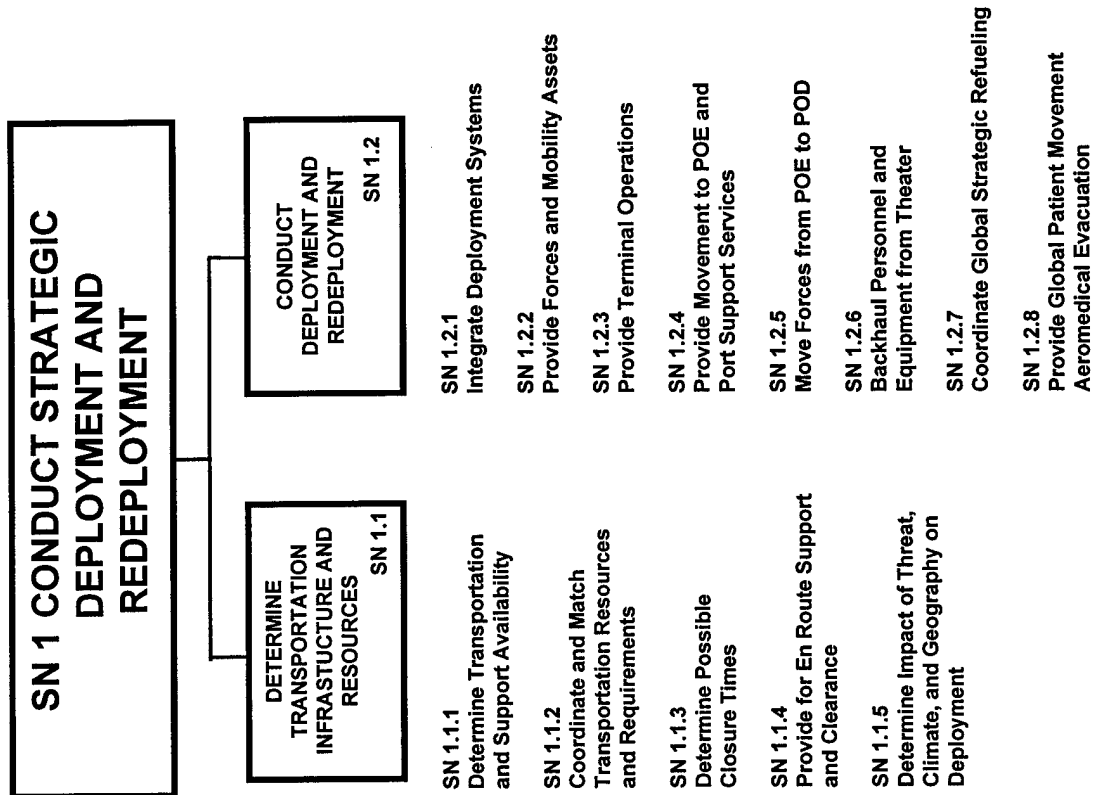 SN 1 CONDUCT STRATEGIC
DEPLOYMENT AND
REDEPLOYMENT
DETERMINE
TRANSPORTATION
INFRASTUCTURE AND
RESOURCES
SN 1.1
SN 1.1.1
Determine Transportation
and Support Availability
SN 1.1.2
Coordinate and Match
Transportation Resources
and Requirements
SN 1.1.3
Determine Possible
Closure Times
SN 1.1.4
Provide for En Route Support
and Clearance
SN 1.1.5
Determine Impact of Threat,
Climate, and Geography on
Deployment
CONDUCT
DEPLOYMENT AND
REDEPLOYMENT
SN 1.2
SN 1.2.1
Integrate Deployment Systems
SN 1.2.2
Provide Forces and Mobility Assets
SN 1.2.3
Provide Terminal Operations
SN 1.2.4
Provide Movement to POE and
Port Support Services
SN 1.2.5
Move Forces from POE to POD
SN 1.2.6
Backhaul Personnel and
Equipment from Theater
SN 1.2.7
Coordinate Global Strategic Refueling
SN 1.2.8
Provide Global Patient Movement
Aeromedical Evacuation